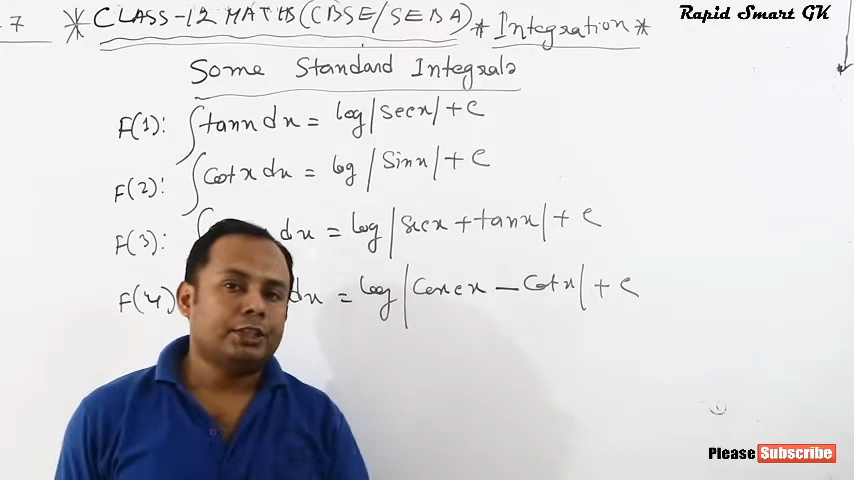 .7 * CLASS-12 MATHS (CBSE/SEBA) * Integration *
Rapid Smart GK
Some Standard Integrals
F(1): ∫tanx dx = log|secx| + c
F(2): ∫cotx dx = log|sinx| + c
F(3): ∫ dx = log|secx + tanx| + c
F(4) dx = log|cosecx - cotx| + c
Please Subscribe